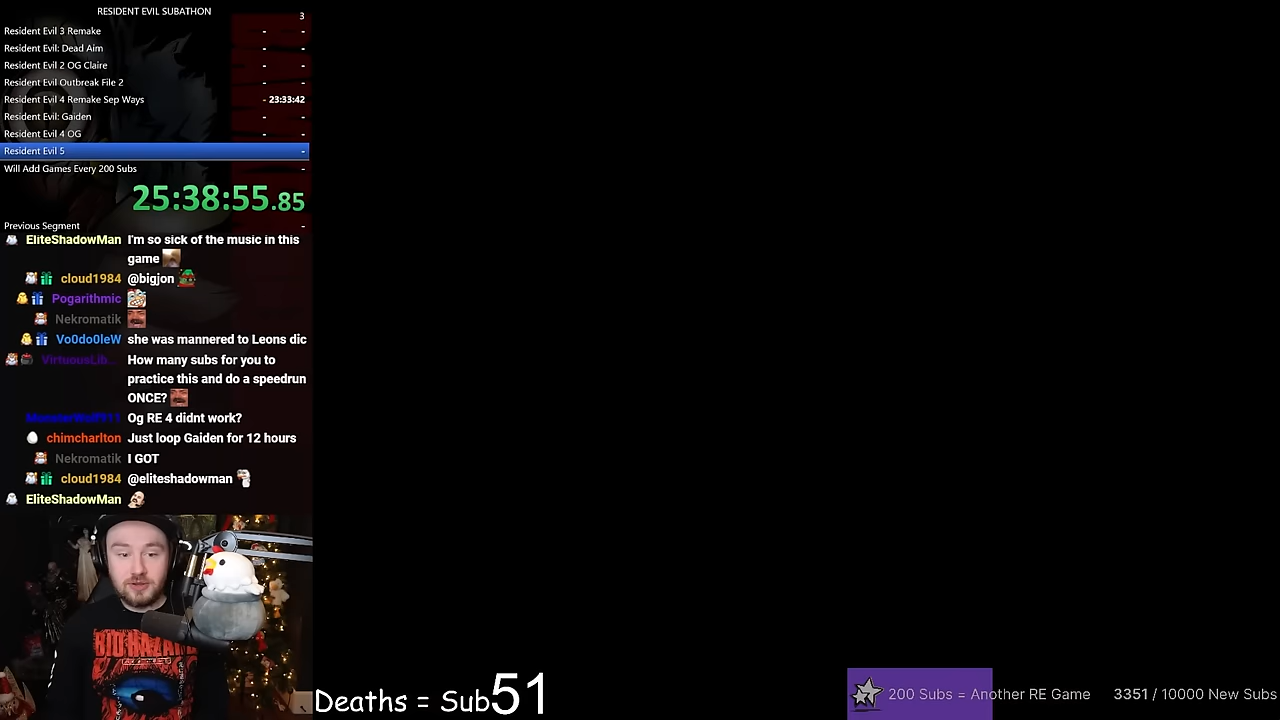 RESIDENT EVIL SUBATHON
3
Resident Evil 3 Remake - -
Resident Evil: Dead Aim - -
Resident Evil 2 OG Claire - -
Resident Evil Outbreak File 2 - -
Resident Evil 4 Remake Sep Ways - 23:33:42
Resident Evil: Gaiden - -
Resident Evil 4 OG - -
Resident Evil 5 -
Will Add Games Every 200 Subs -
25:38:55.85
Previous Segment -
EliteShadowMan I'm so sick of the music in this
game
cloud1984 @bigjon
Pogarithmic
Nekromatik
Vo0do0leW she was mannered to Leons dic
VirtuousLib... How many subs for you to
practice this and do a speedrun
ONCE?
MonsterWolf911 Og RE 4 didnt work?
chimcharlton Just loop Gaiden for 12 hours
Nekromatik I GOT
cloud1984 @eliteshadowman
EliteShadowMan
BIOHAZARD
Deaths = Sub51
200 Subs = Another RE Game 3351 / 10000 New Subs